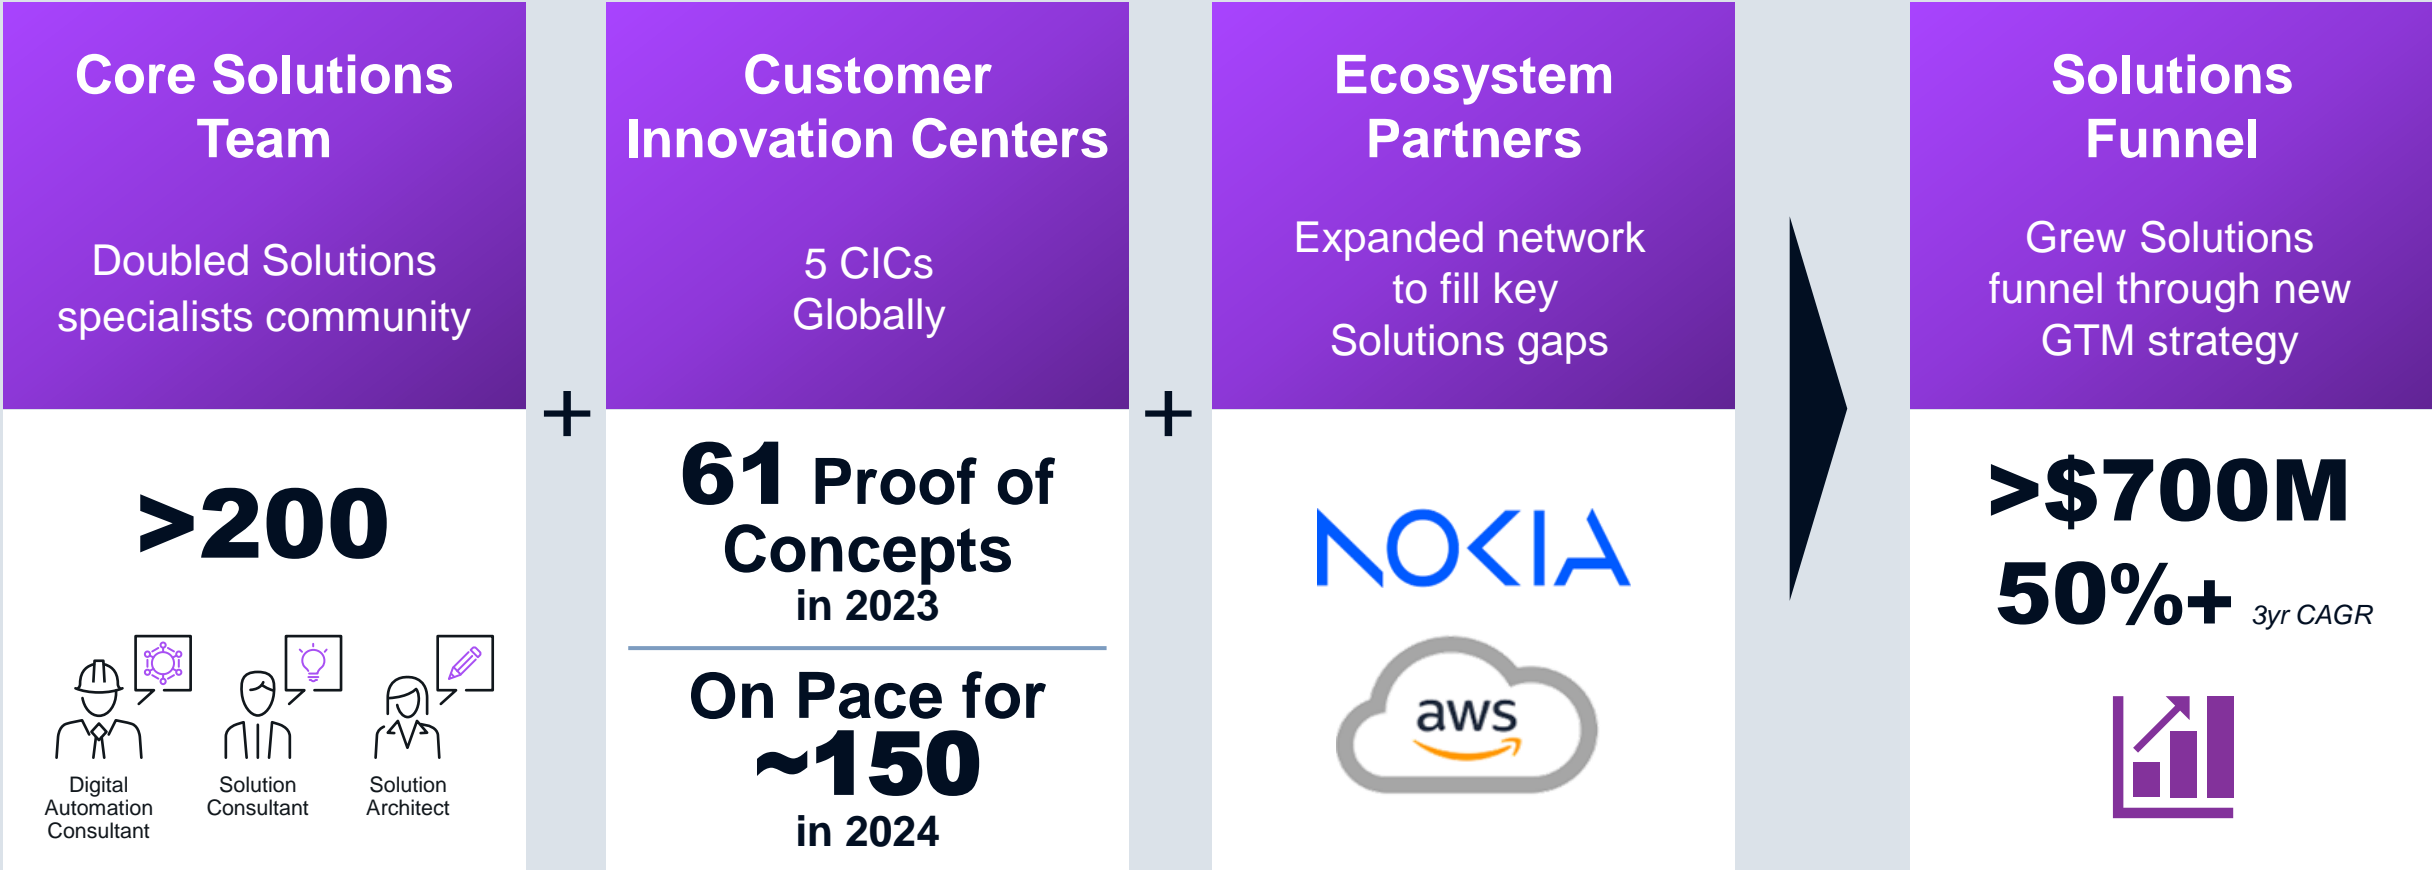 Core Solutions
Team
Doubled Solutions
specialists community
>200
Digital
Automation
Consultant
Solution
Consultant
Solution
Architect
+
Customer
Innovation Centers
5 CICs
Globally
61 Proof of
Concepts
in 2023
On Pace for
~150
in 2024
+
Ecosystem
Partners
Expanded network
to fill key
Solutions gaps
NOKIA
aws
Solutions
Funnel
Grew Solutions
funnel through new
GTM strategy
>$700M
50%+ 3yr CAGR